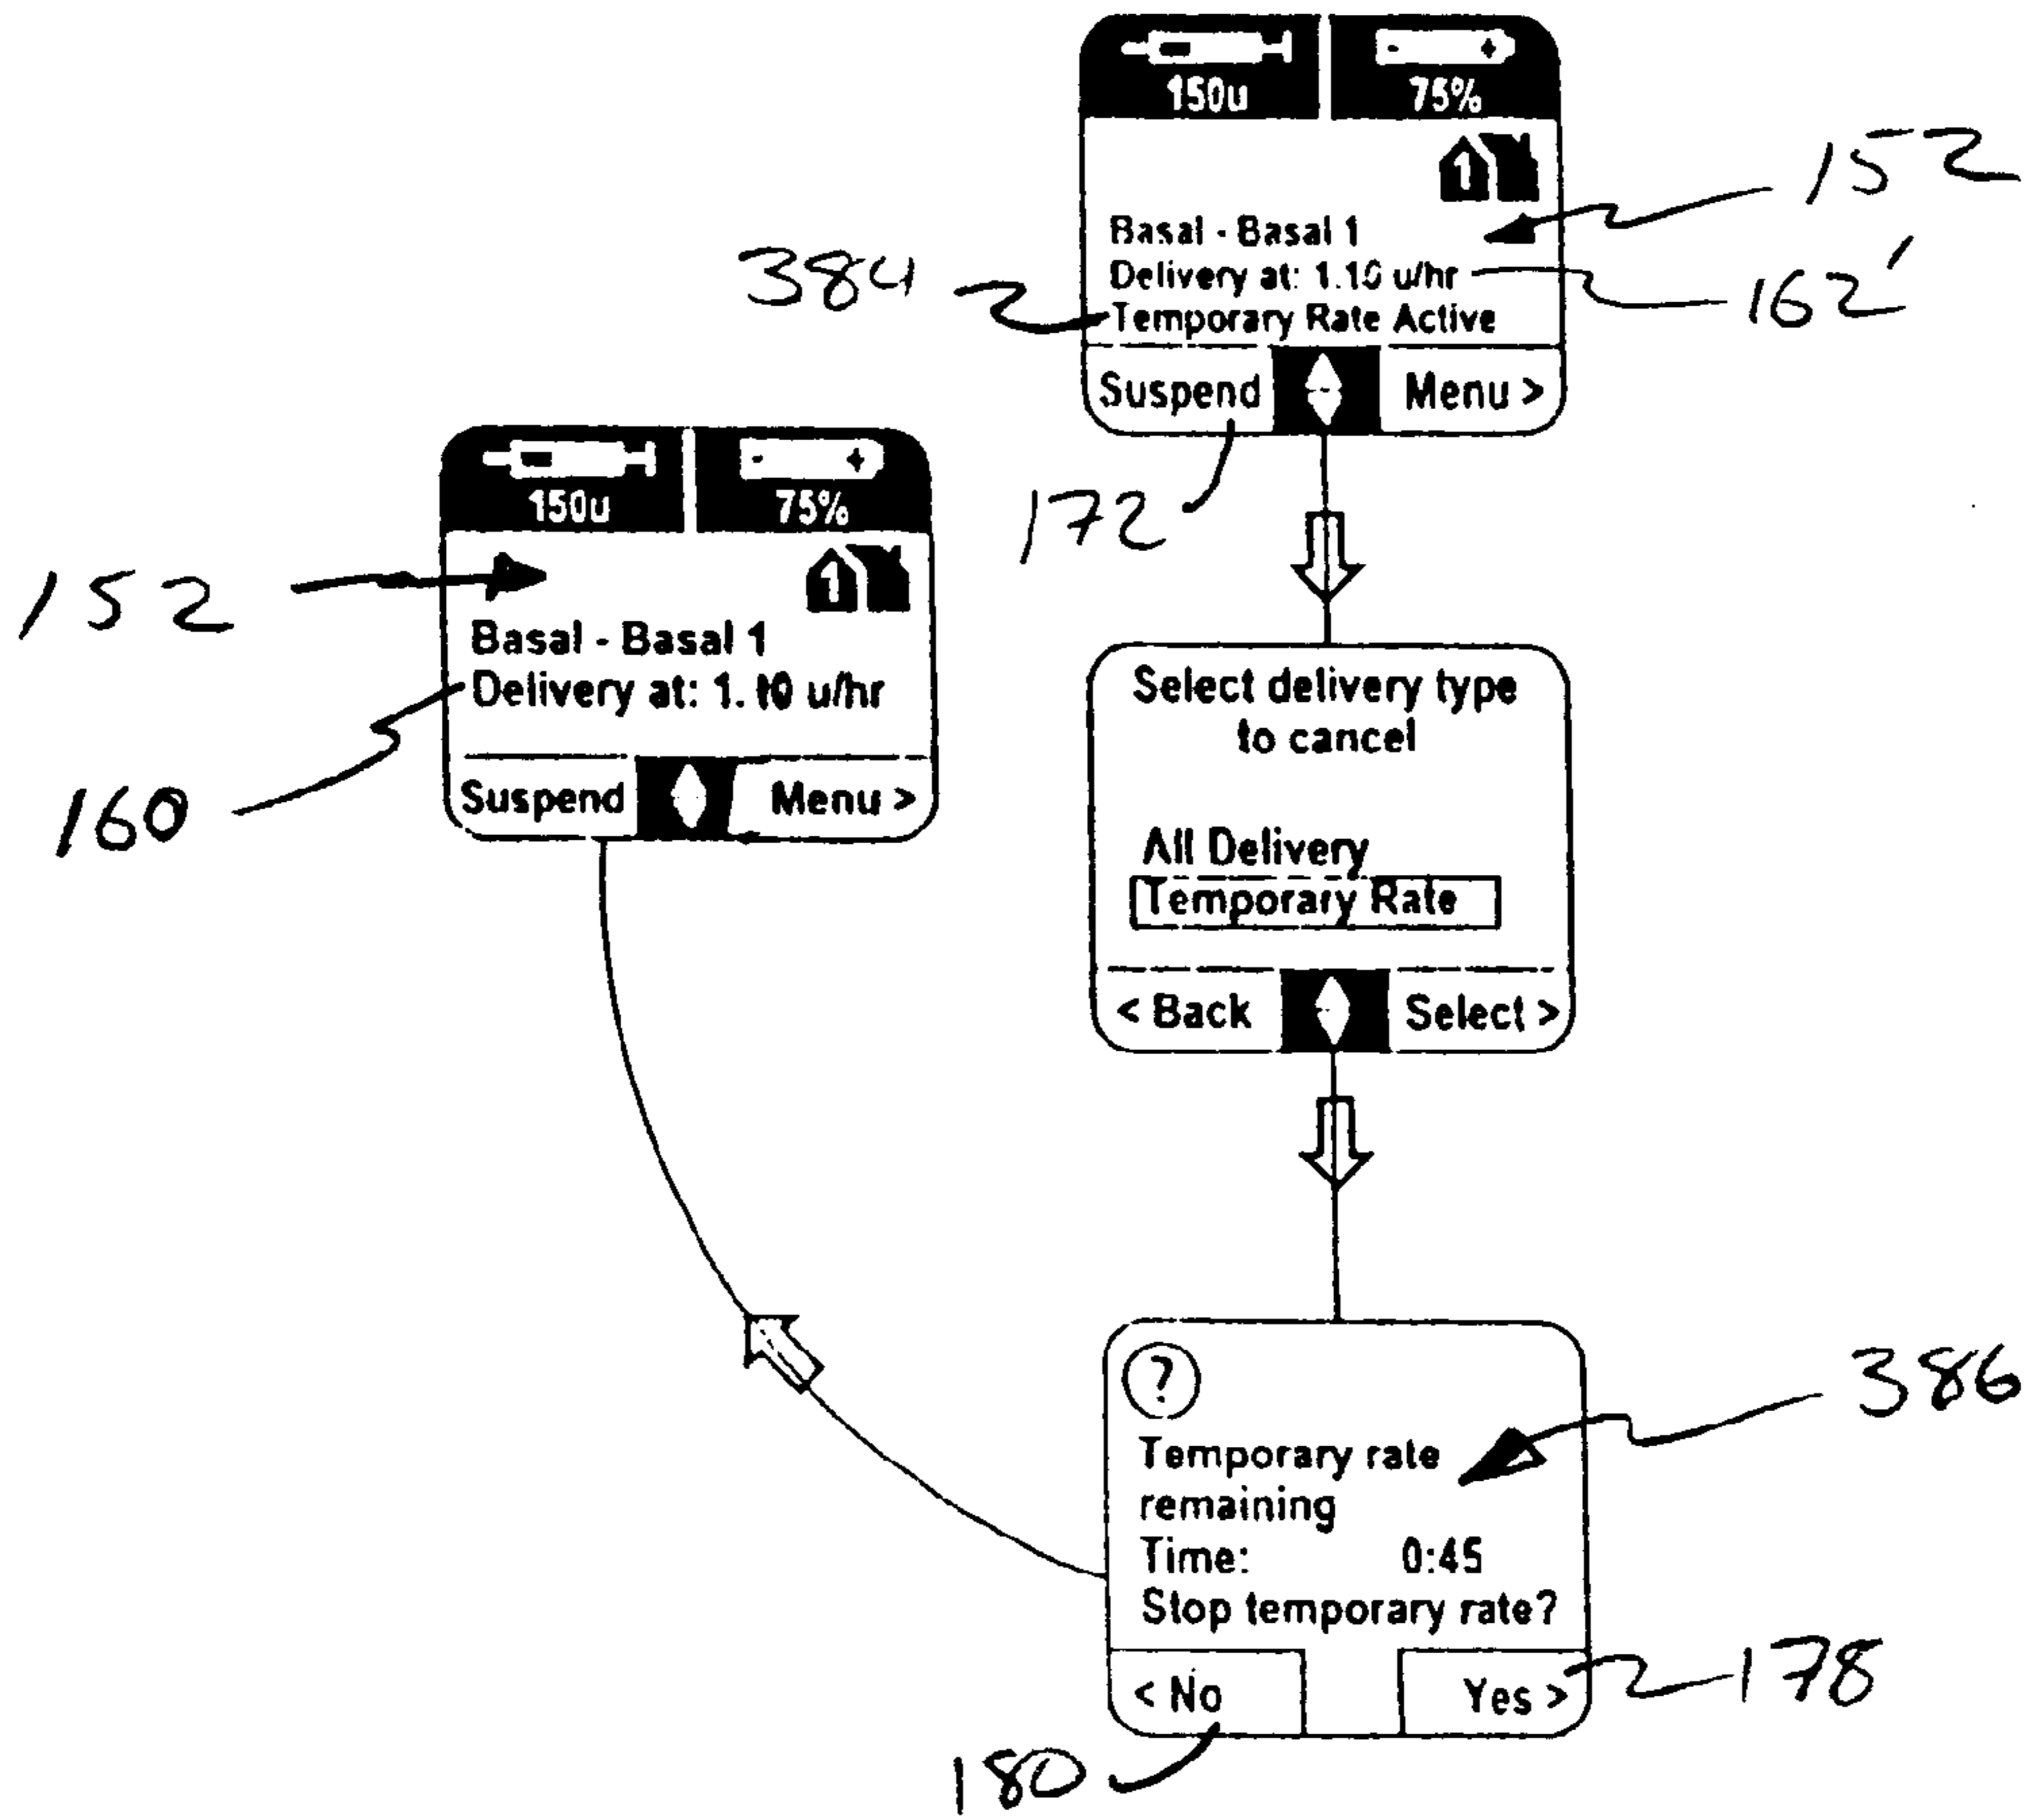 150u 75%
1
152
Basal - Basal 1
384
Delivery at: 1.10 u/hr
162'
Temporary Rate Active
Suspend Menu >
172
150u 75%
1
152
Basal - Basal 1
Delivery at: 1.10 u/hr
160
Suspend Menu >
Select delivery type
to cancel
All Delivery
Temporary Rate
< Back Select >
?
386
Temporary rate
remaining
Time: 0:45
Stop temporary rate?
< No Yes >
178
180